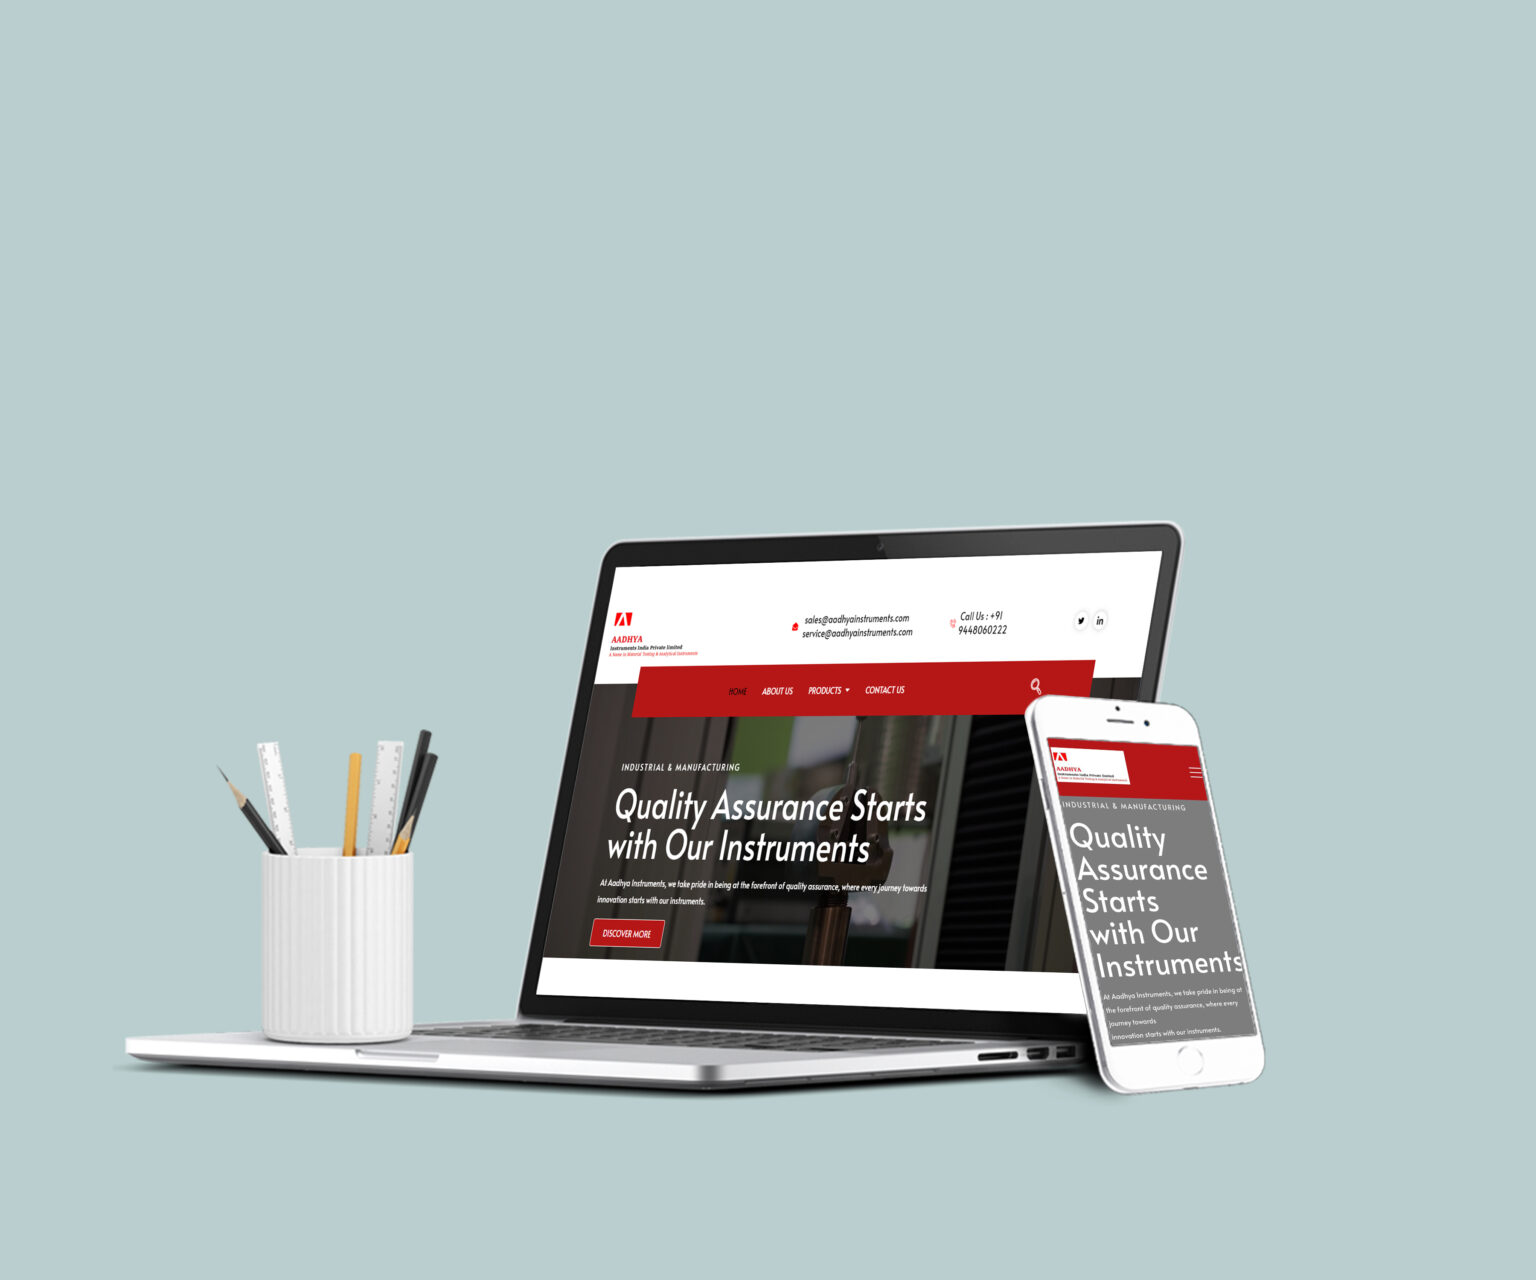 AADHYA
Instruments India Private limited
A Name in Material Testing & Analytical Instruments
sales@aadhyainstruments.com
service@aadhyainstruments.com
Call Us : +91
9448060222
HOME ABOUT US PRODUCTS CONTACT US
INDUSTRIAL & MANUFACTURING
Quality Assurance Starts
with Our Instruments
At Aadhya Instruments, we take pride in being at the forefront of quality assurance, where every journey towards
innovation starts with our instruments.
DISCOVER MORE
AADHYA
Instruments India Private limited
A Name in Material Testing & Analytical Instruments
INDUSTRIAL & MANUFACTURING
Quality
Assurance
Starts
with Our
Instruments
At Aadhya Instruments, we take pride in being at
the forefront of quality assurance, where every
journey towards
innovation starts with our instruments.